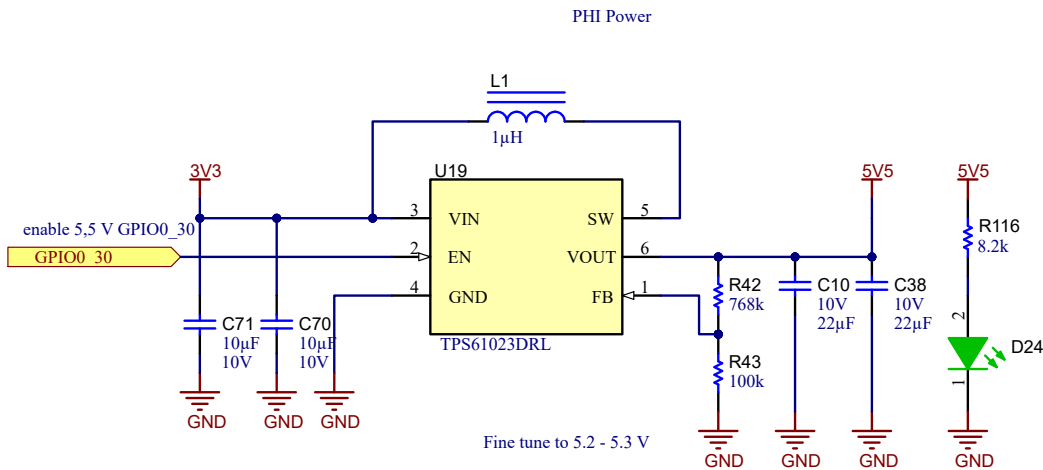 PHI Power
L1
1µH
3V3
U19
5V5
5V5
enable 5,5 V GPIO0_30
GPIO0_30
3
VIN
SW
5
2
EN
VOUT
6
4
GND
FB
1
TPS61023DRL
R116
8.2k
R42
768k
C10
10V
22µF
C38
10V
22µF
C71
10µF
10V
C70
10µF
10V
R43
100k
2
D24
1
GND
GND
GND
Fine tune to 5.2 - 5.3 V
GND
GND
GND
GND